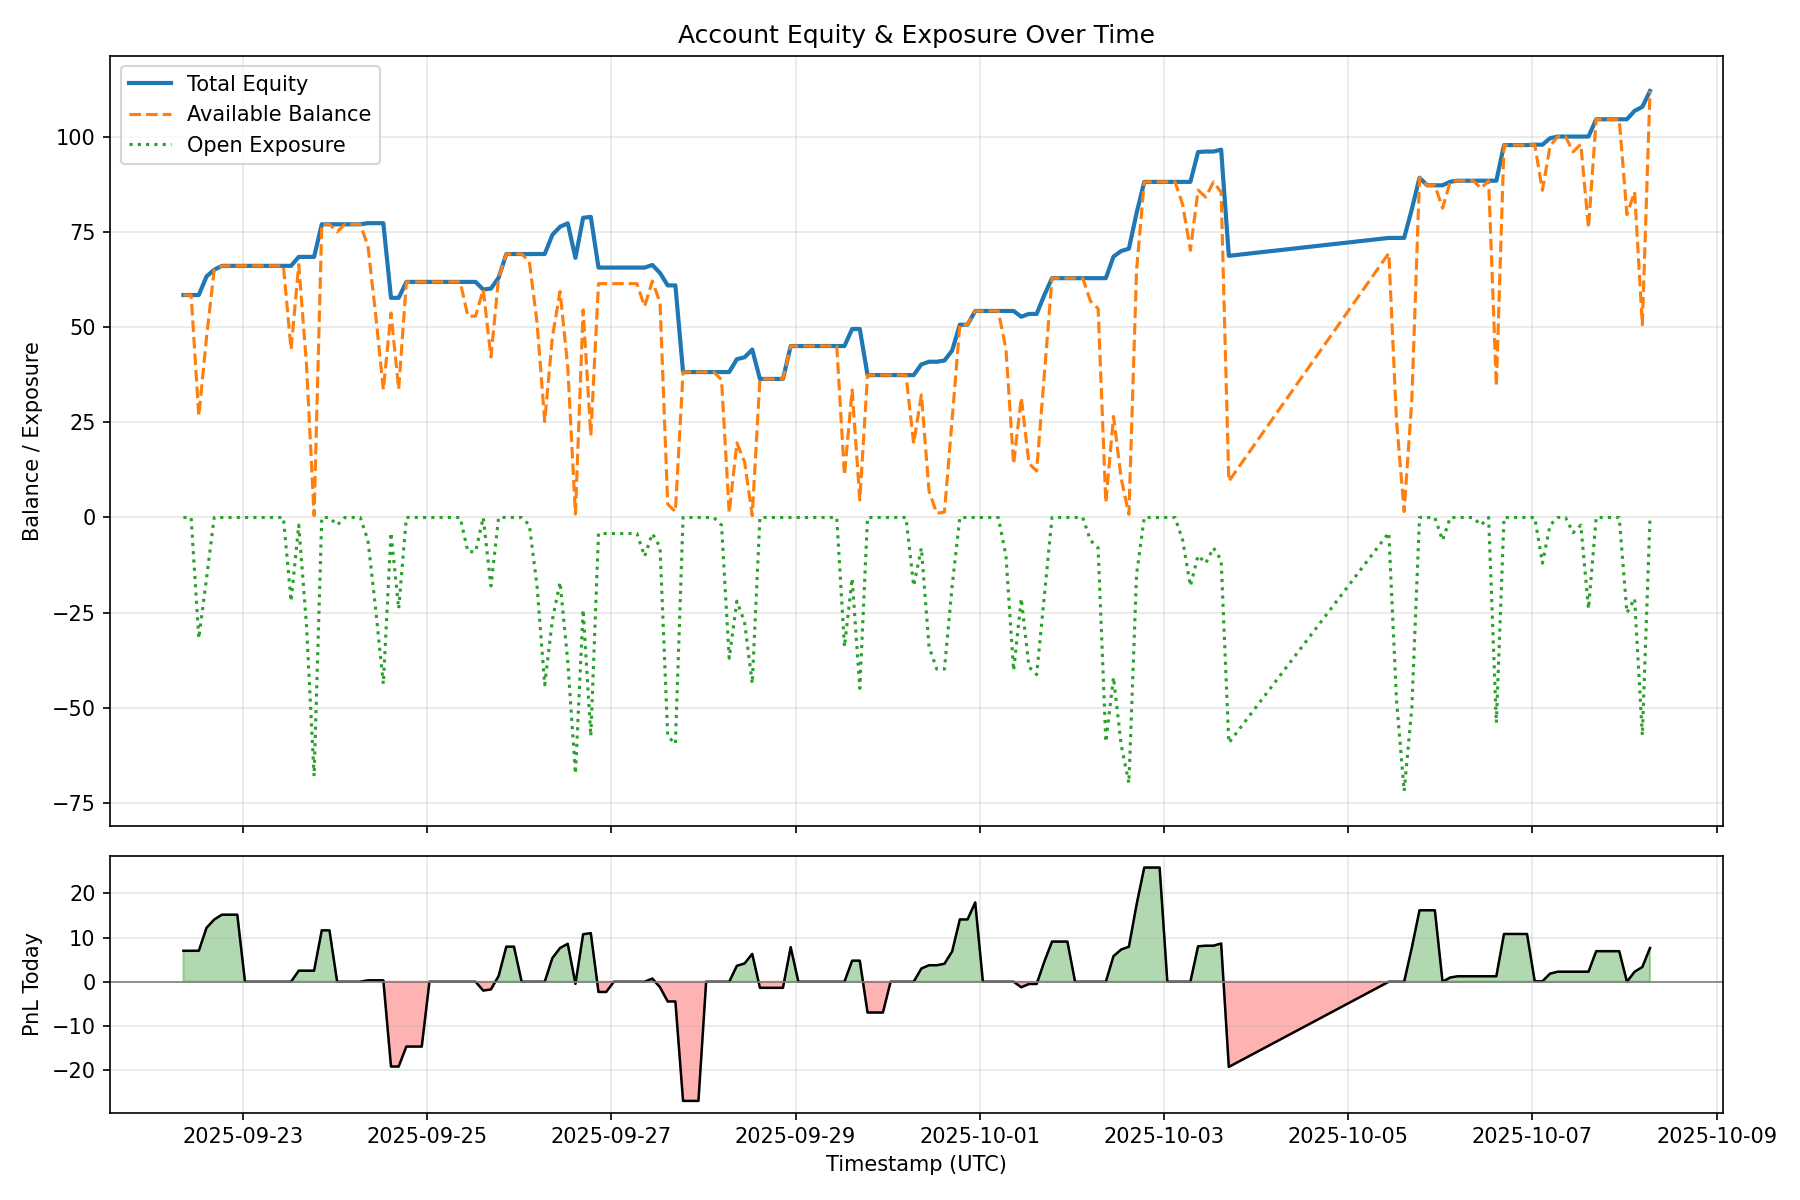 Account Equity & Exposure Over Time
Total Equity
Available Balance
Open Exposure
Balance / Exposure
100
75
50
25
0
−25
−50
−75
PnL Today
20
10
0
−10
−20
2025-09-23 2025-09-25 2025-09-27 2025-09-29 2025-10-01 2025-10-03 2025-10-05 2025-10-07 2025-10-09
Timestamp (UTC)